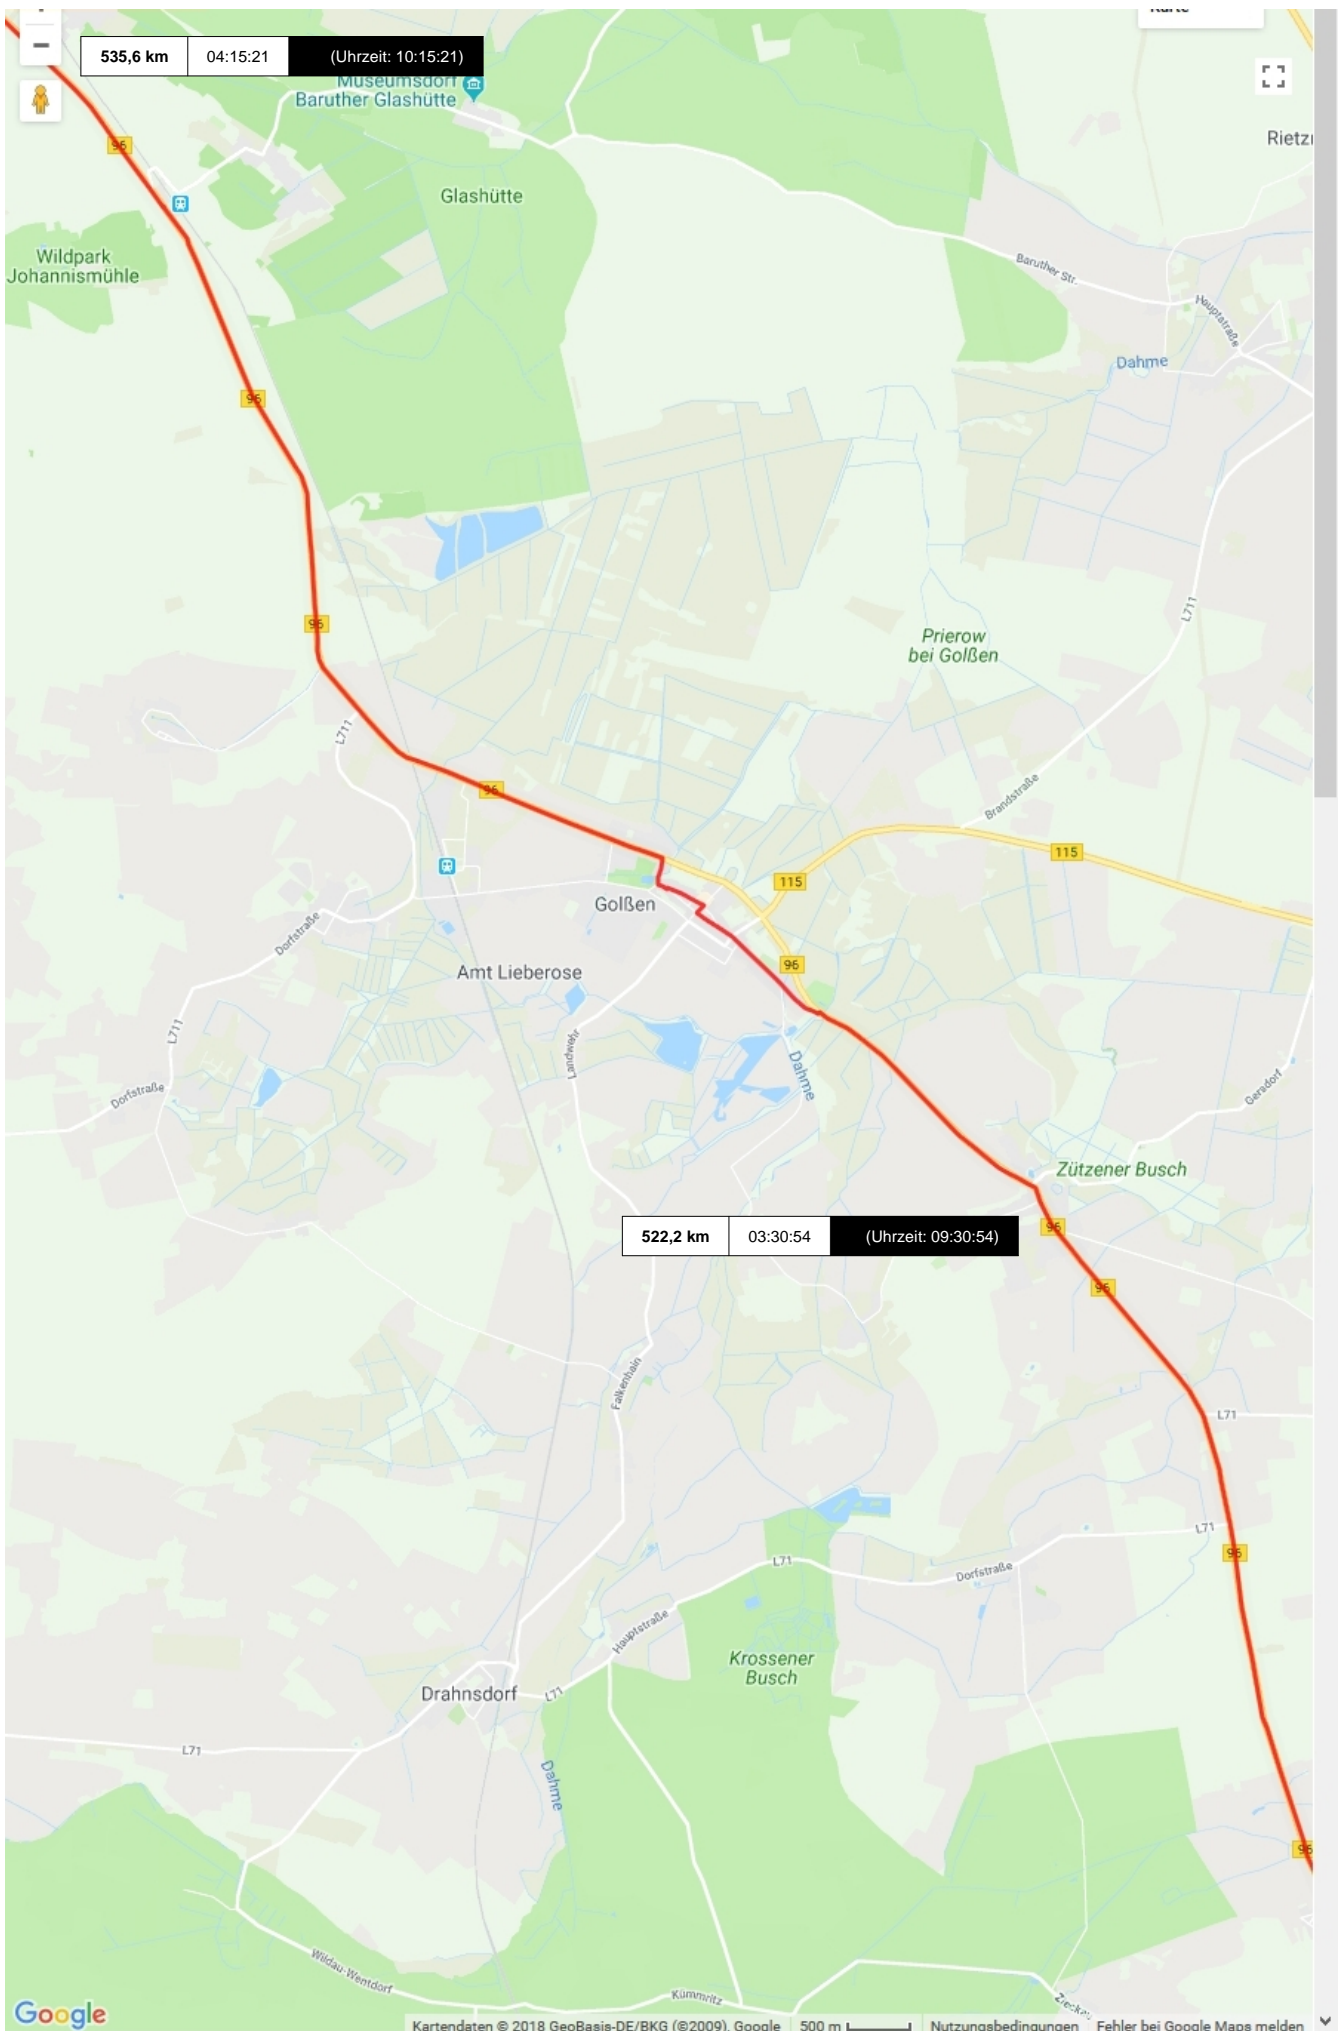 535,6 km 04:15:21 (Uhrzeit: 10:15:21)
Museumsdorf
Baruther Glashütte
96
Glashütte
Wildpark
Johannismühle
Baruther Str.
Hauptstraße
Dahme
96
96
L711
Prierow
bei Golßen
L711
96
Brandstraße
115
115
Golßen
Dorfstraße
96
Amt Lieberose
L711
Landwehr
Dahme
Dorfstraße
Gersdorf
Zützener Busch
522,2 km 03:30:54 (Uhrzeit: 09:30:54)
96
96
Falkenhain
L71
L71
96
L71
Dorfstraße
Hauptstraße
Krossener
Busch
Drahnsdorf
L71
L71
Dahme
96
Wildau-Wentdorf
Kümmritz
Google
Kartendaten © 2018 GeoBasis-DE/BKG (©2009), Google 500 m Nutzungsbedingungen Fehler bei Google Maps melden